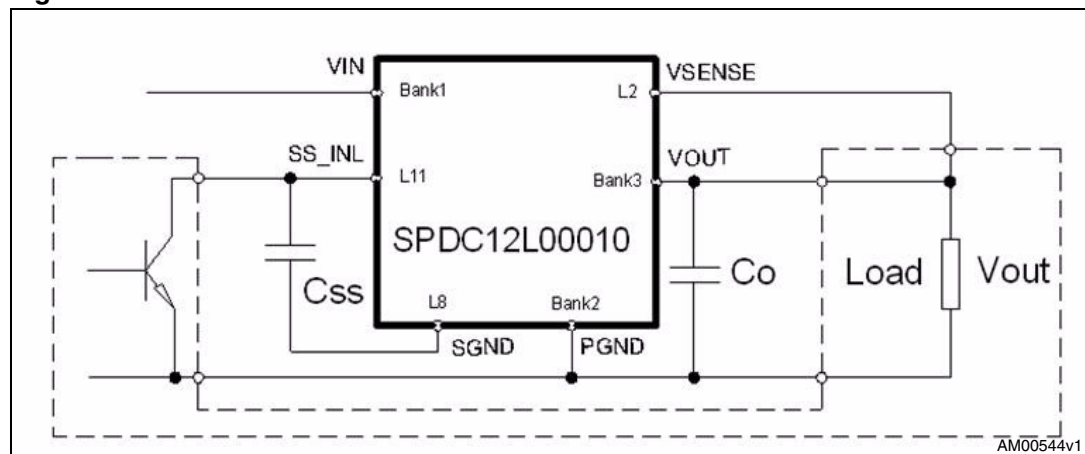 VIN
VSENSE
Bank1
L2
SS_INL
VOUT
L11
Bank3
SPDC12L00010
Css
Co
Load
Vout
L8
Bank2
SGND
PGND
AM00544v1